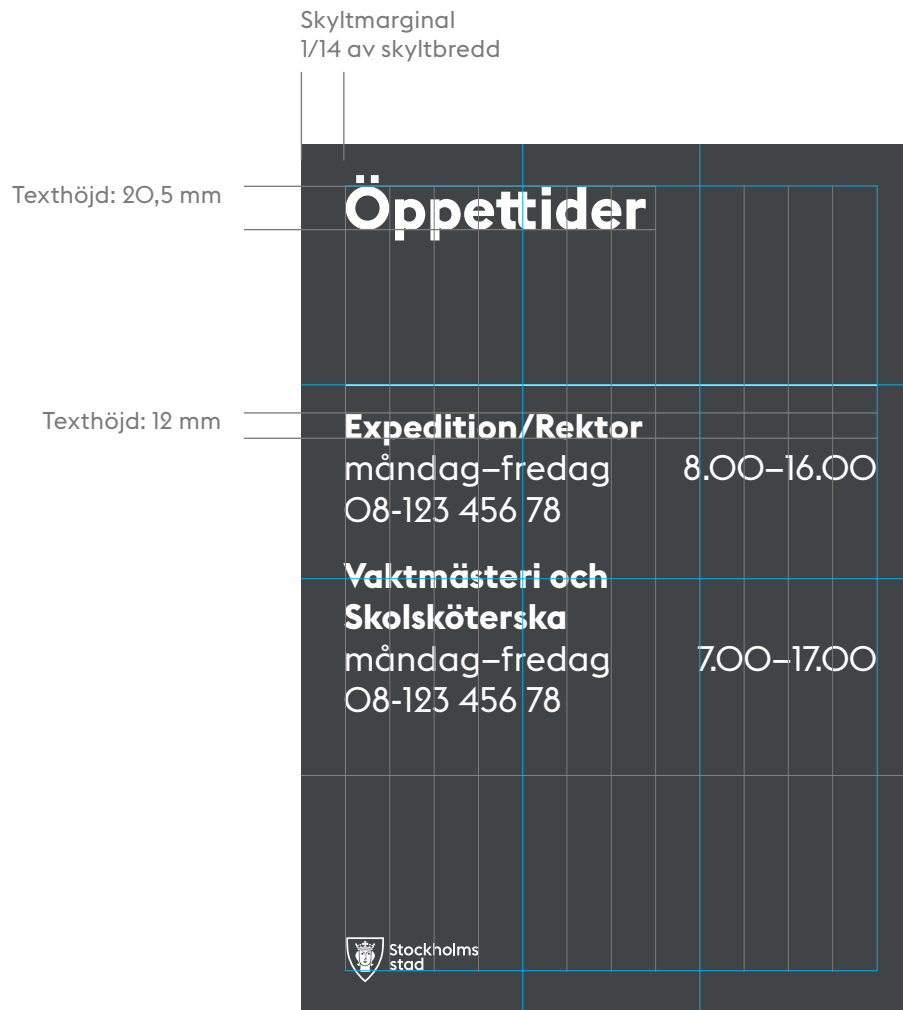 Skyltmarginal
1/14 av skyltbredd
Texthöjd: 20,5 mm
Öppettider
Texthöjd: 12 mm
Expedition/Rektor
måndag–fredag 8.00–16.00
08-123 456 78
Vaktmästeri och
Skolsköterska
måndag–fredag 7.00–17.00
08-123 456 78
Stockholms
stad